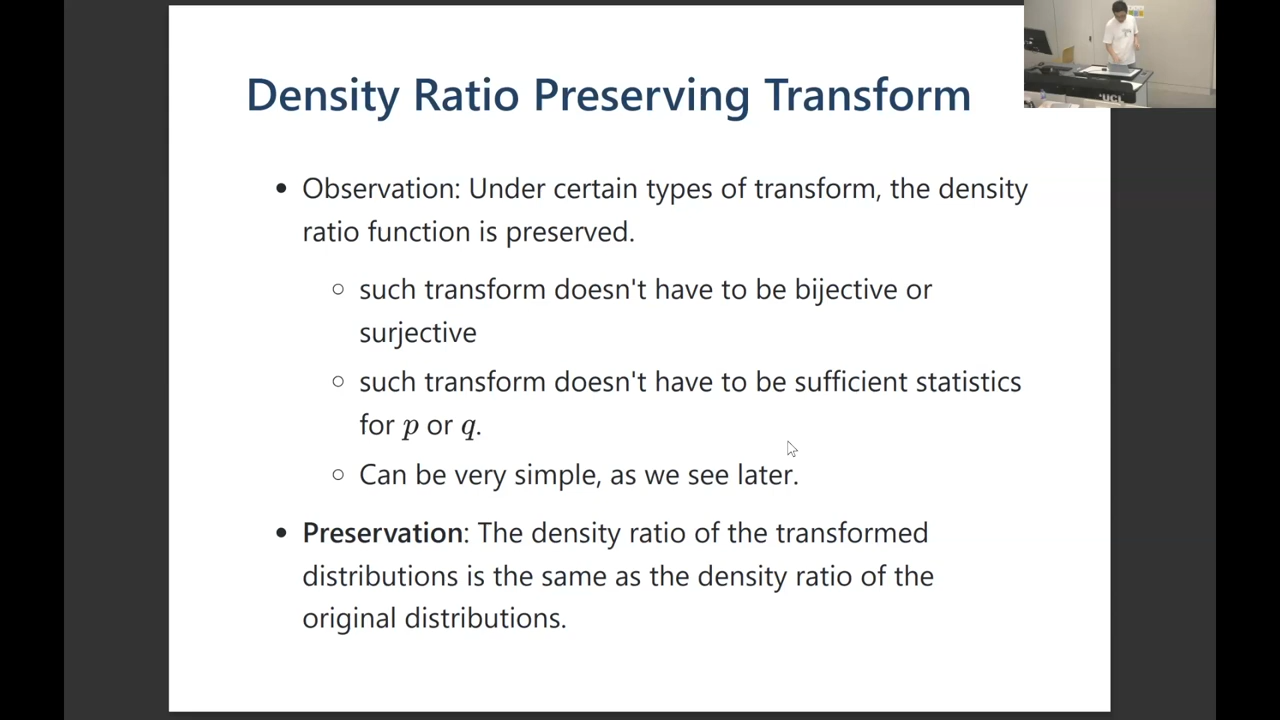 Density Ratio Preserving Transform
• Observation: Under certain types of transform, the density
ratio function is preserved.
○ such transform doesn't have to be bijective or
surjective
○ such transform doesn't have to be sufficient statistics
for p or q.
○ Can be very simple, as we see later.
• Preservation: The density ratio of the transformed
distributions is the same as the density ratio of the
original distributions.
UCL